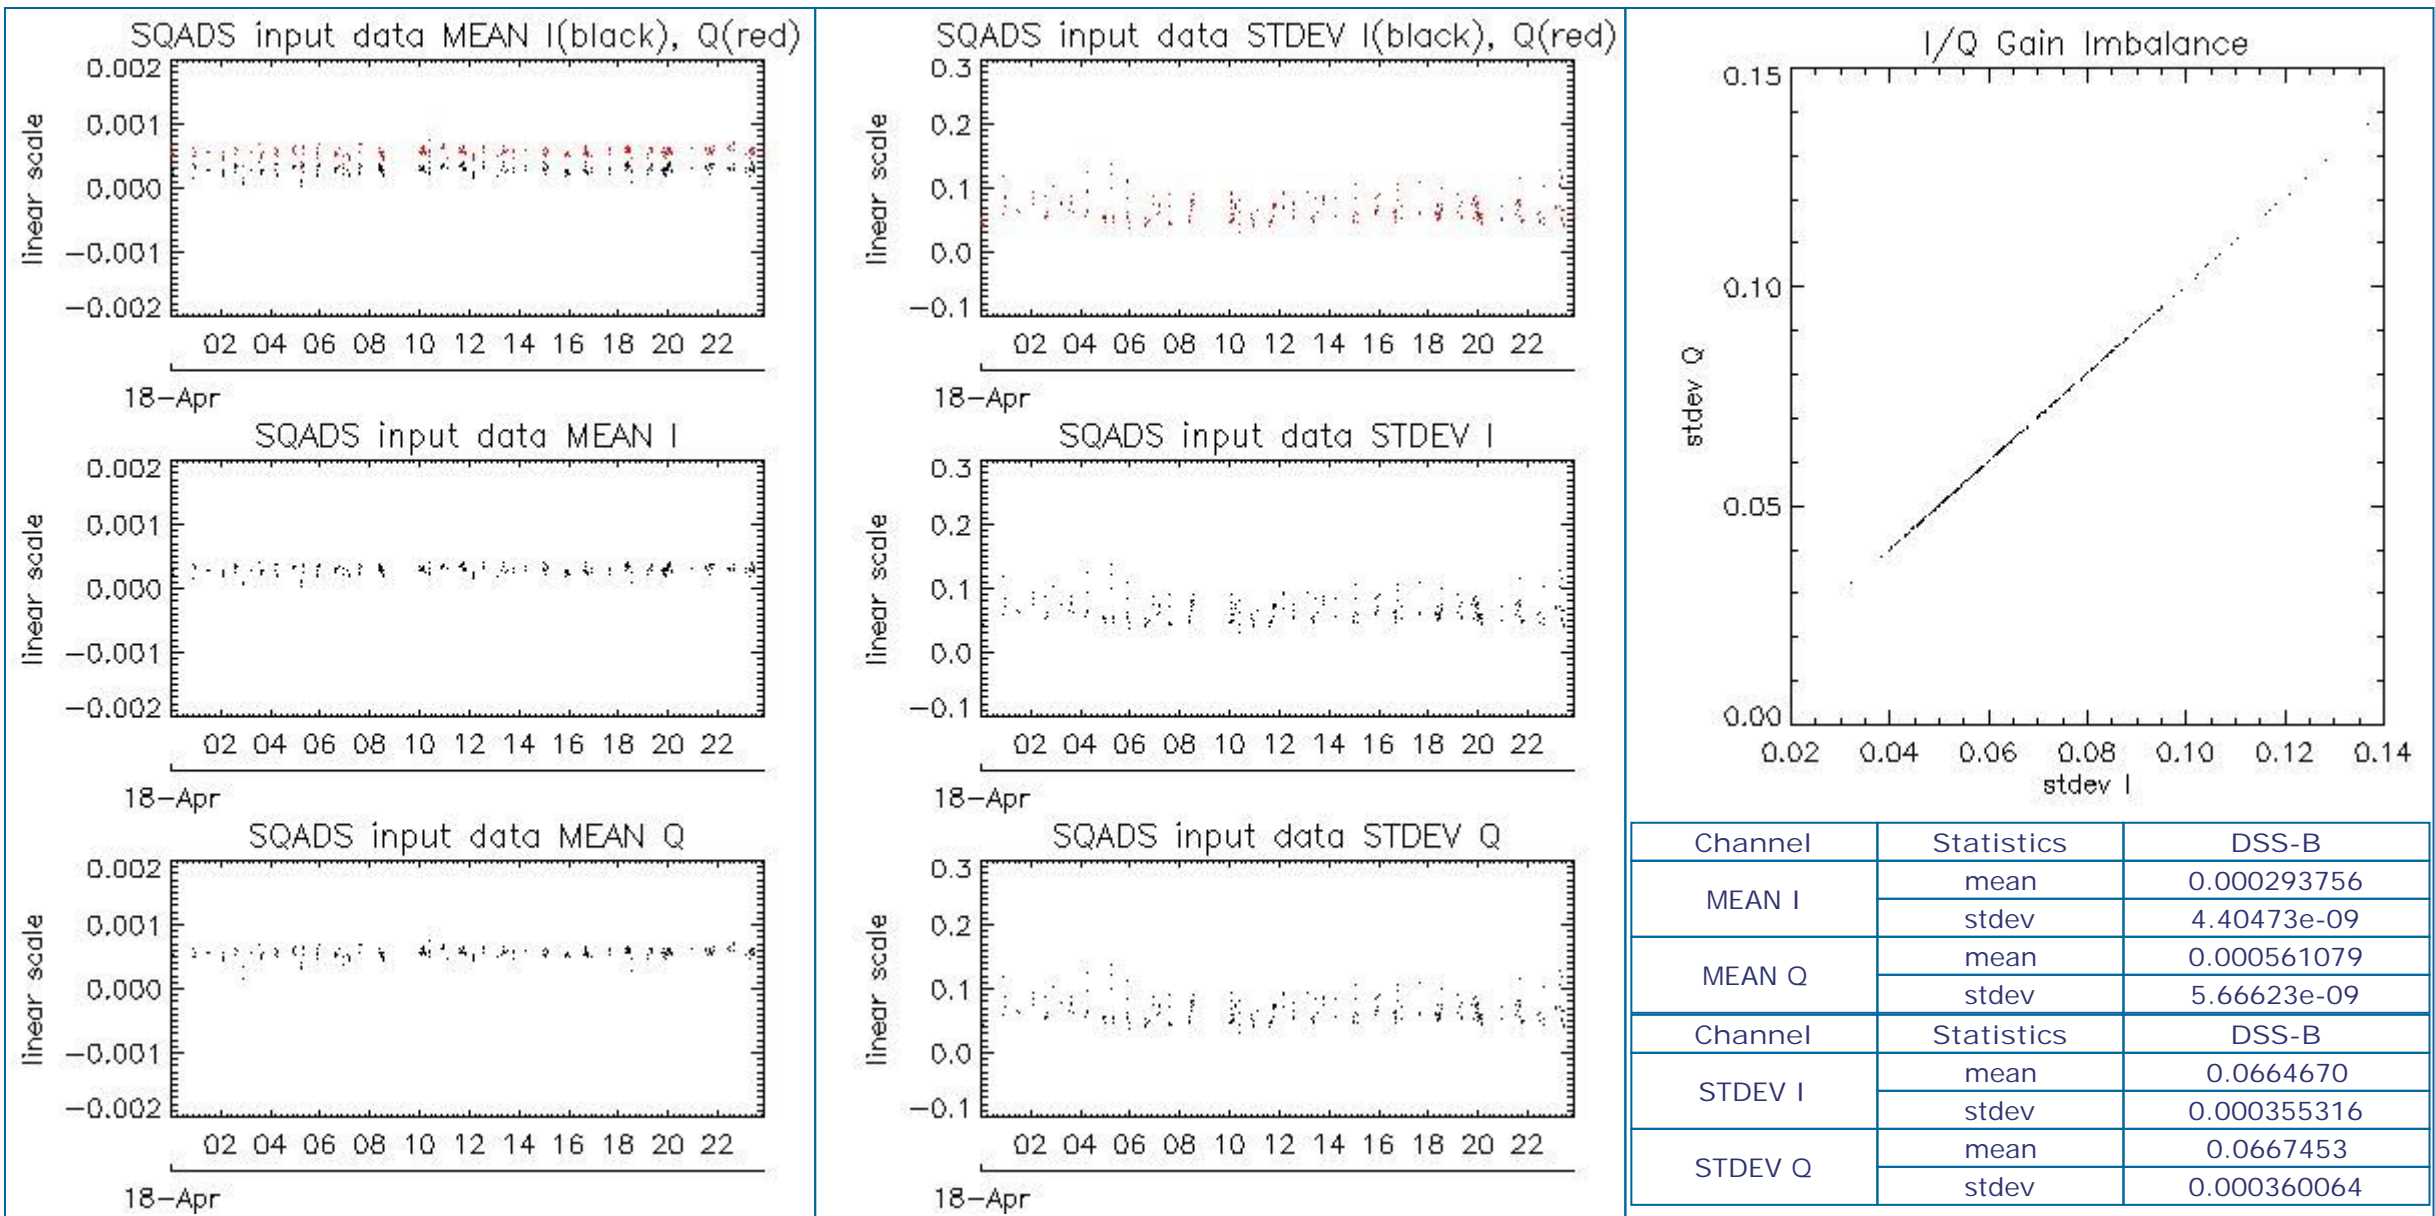 SQADS input data MEAN I(black), Q(red)
0.002
0.001
0.000
−0.001
−0.002
linear scale
02 04 06 08 10 12 14 16 18 20 22
18−Apr
SQADS input data MEAN I
0.002
0.001
0.000
−0.001
−0.002
linear scale
02 04 06 08 10 12 14 16 18 20 22
18−Apr
SQADS input data MEAN Q
0.002
0.001
0.000
−0.001
−0.002
linear scale
02 04 06 08 10 12 14 16 18 20 22
18−Apr
SQADS input data STDEV I(black), Q(red)
0.3
0.2
0.1
0.0
−0.1
linear scale
02 04 06 08 10 12 14 16 18 20 22
18−Apr
SQADS input data STDEV I
0.3
0.2
0.1
0.0
−0.1
linear scale
02 04 06 08 10 12 14 16 18 20 22
18−Apr
SQADS input data STDEV Q
0.3
0.2
0.1
0.0
−0.1
linear scale
02 04 06 08 10 12 14 16 18 20 22
18−Apr
I/Q Gain Imbalance
0.15
0.10
0.05
0.00
stdev Q
0.02 0.04 0.06 0.08 0.10 0.12 0.14
stdev I
Channel Statistics DSS-B
MEAN I mean 0.000293756
stdev 4.40473e-09
MEAN Q mean 0.000561079
stdev 5.66623e-09
Channel Statistics DSS-B
STDEV I mean 0.0664670
stdev 0.000355316
STDEV Q mean 0.0667453
stdev 0.000360064